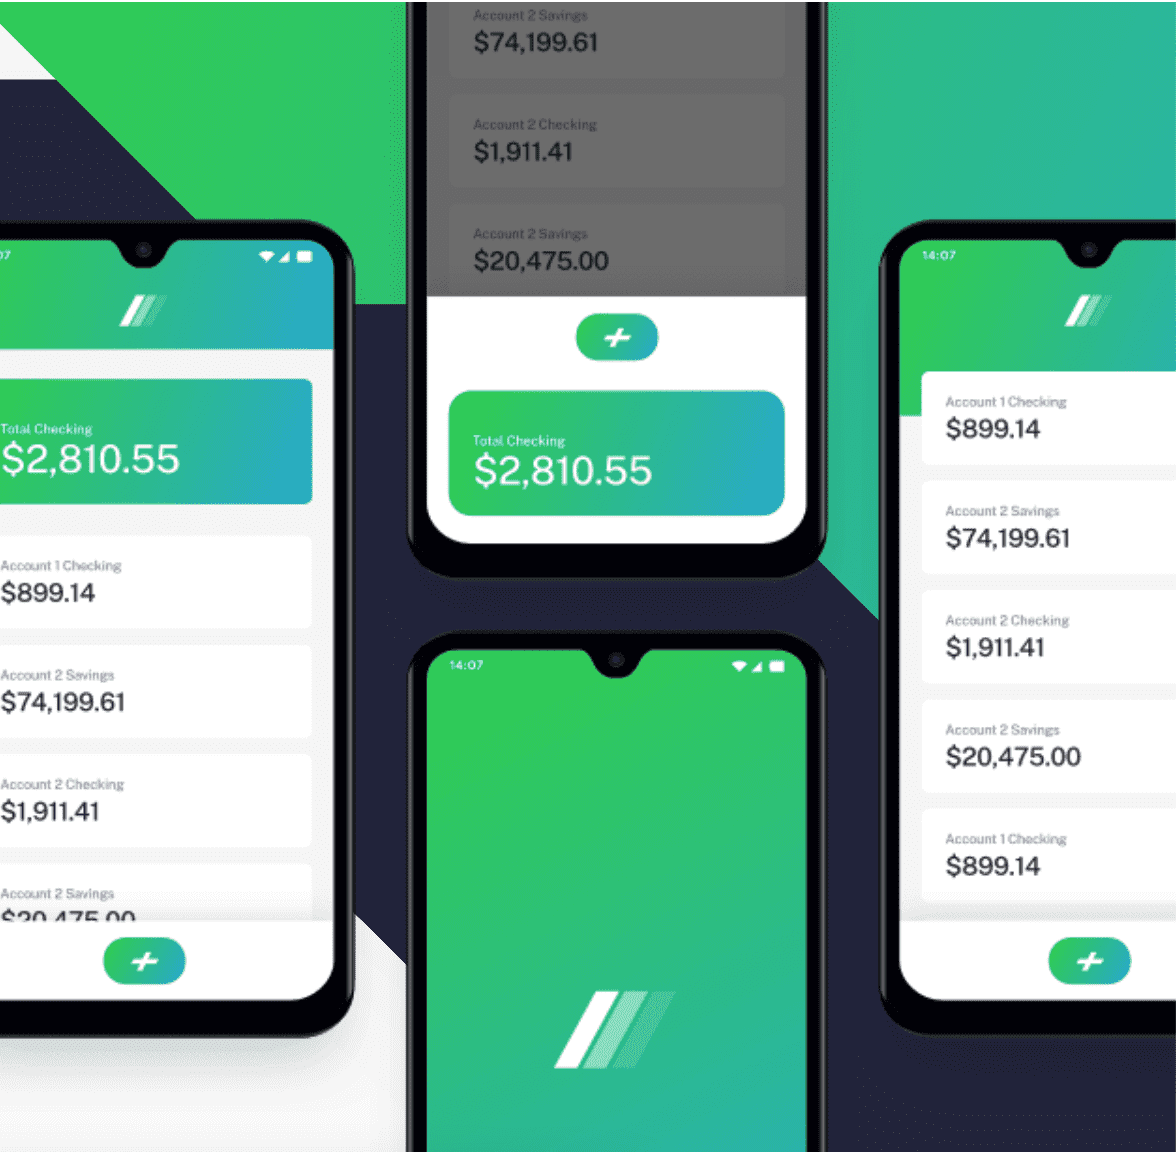 07
Total Checking
$2,810.55
Account 1 Checking
$899.14
Account 2 Savings
$74,199.61
Account 2 Checking
$1,911.41
Account 2 Savings
$20,475.00
Account 2 Savings
$74,199.61
Account 2 Checking
$1,911.41
Account 2 Savings
$20,475.00
Total Checking
$2,810.55
14:07
14:07
Account 1 Checking
$899.14
Account 2 Savings
$74,199.61
Account 2 Checking
$1,911.41
Account 2 Savings
$20,475.00
Account 1 Checking
$899.14